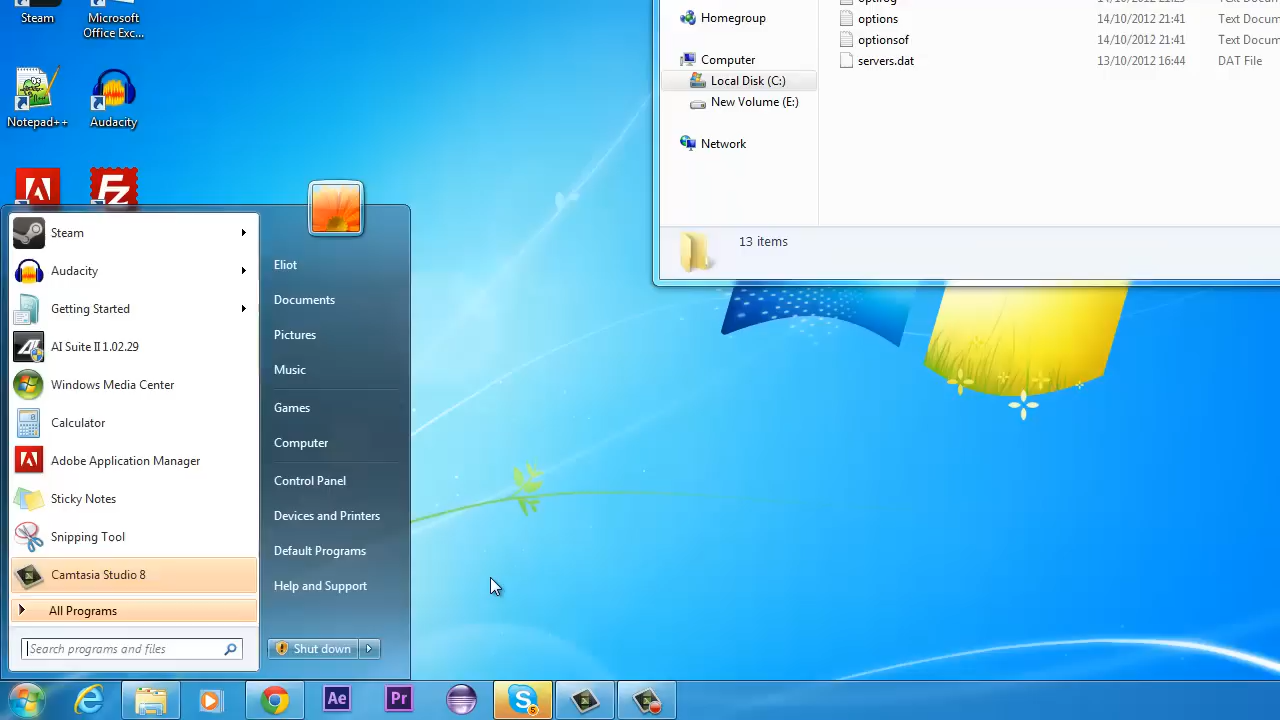 Steam
Microsoft
Office Exc...
Notepad++
Audacity
Homegroup
Computer
Local Disk (C:)
New Volume (E:)
Network
options 14/10/2012 21:41 Text Docum
optionsof 14/10/2012 21:41 Text Docum
servers.dat 13/10/2012 16:44 DAT File
13 items
Steam
Audacity
Getting Started
AI Suite II 1.02.29
Windows Media Center
Calculator
Adobe Application Manager
Sticky Notes
Snipping Tool
Camtasia Studio 8
All Programs
Search programs and files
Eliot
Documents
Pictures
Music
Games
Computer
Control Panel
Devices and Printers
Default Programs
Help and Support
Shut down
Ae
Pr
S
5